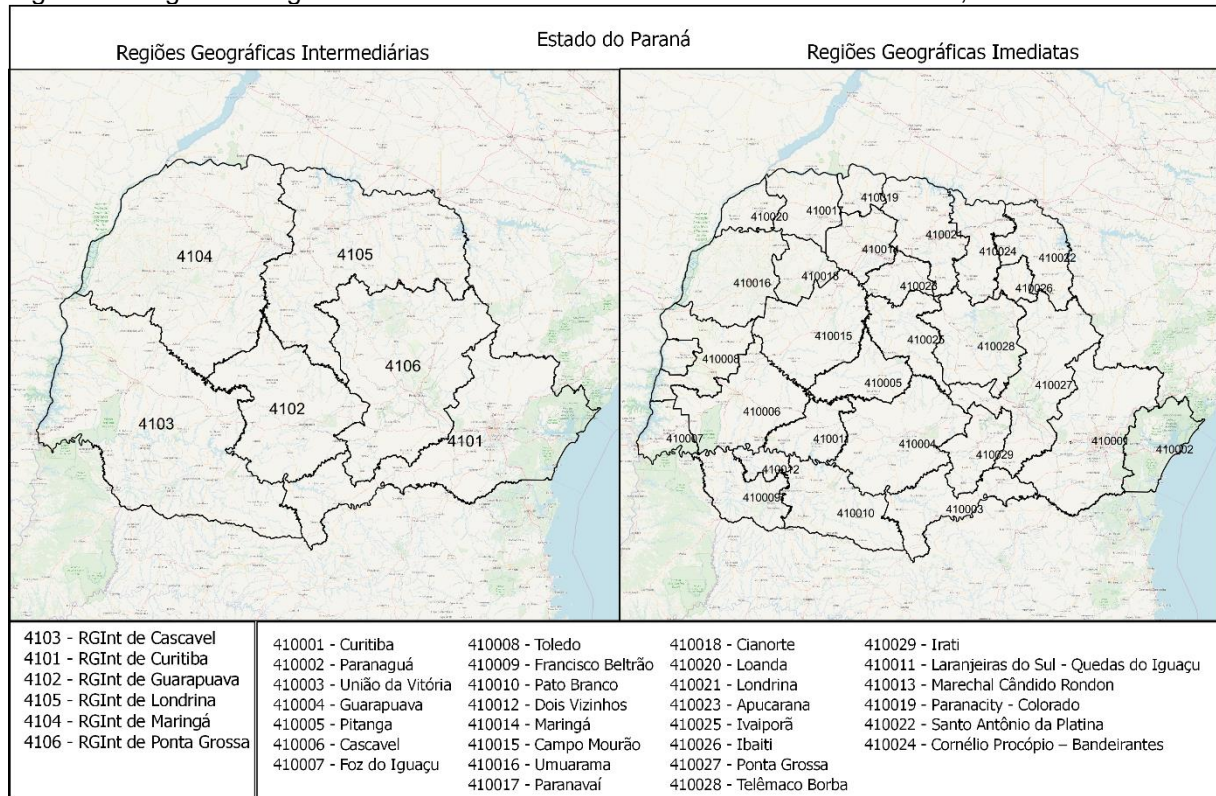 Estado do Paraná
Regiões Geográficas Intermediárias
Regiões Geográficas Imediatas
4104
4105
4106
4102
4103
4101
410020
410017
410019
410014
410021
410024
410022
410016
410018
410023
410026
410015
410025
410028
410008
410005
410027
410006
410007
410011
410004
410029
410001
410002
410012
410009
410010
410003
4103 - RGInt de Cascavel
4101 - RGInt de Curitiba
4102 - RGInt de Guarapuava
4105 - RGInt de Londrina
4104 - RGInt de Maringá
4106 - RGInt de Ponta Grossa
410001 - Curitiba
410002 - Paranaguá
410003 - União da Vitória
410004 - Guarapuava
410005 - Pitanga
410006 - Cascavel
410007 - Foz do Iguaçu
410008 - Toledo
410009 - Francisco Beltrão
410010 - Pato Branco
410012 - Dois Vizinhos
410014 - Maringá
410015 - Campo Mourão
410016 - Umuarama
410017 - Paranavaí
410018 - Cianorte
410020 - Loanda
410021 - Londrina
410023 - Apucarana
410025 - Ivaiporã
410026 - Ibaiti
410027 - Ponta Grossa
410028 - Telêmaco Borba
410029 - Irati
410011 - Laranjeiras do Sul - Quedas do Iguaçu
410013 - Marechal Cândido Rondon
410019 - Paranacity - Colorado
410022 - Santo Antônio da Platina
410024 - Cornélio Procópio – Bandeirantes